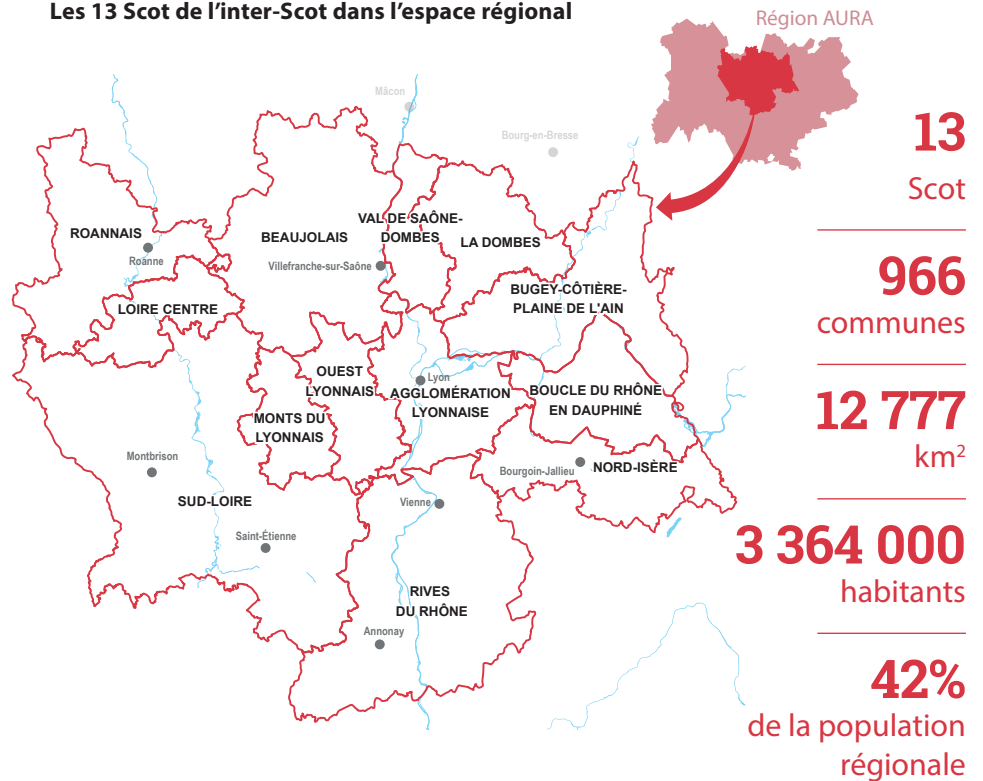 Les 13 Scot de l'inter-Scot dans l'espace régional
Région AURA
Mâcon
Bourg-en-Bresse
ROANNAIS
Roanne
BEAUJOLAIS
Villefranche-sur-Saône
VAL DE SAÔNE-
DOMBES
LA DOMBES
BUGEY-CÔTIÈRE-
PLAINE DE L'AIN
LOIRE CENTRE
OUEST
LYONNAIS
Lyon
AGGLOMÉRATION
LYONNAISE
BOUCLE DU RHÔNE
EN DAUPHINÉ
MONTS DU
LYONNAIS
Montbrison
SUD-LOIRE
Saint-Étienne
Bourgoin-Jallieu
NORD-ISÈRE
Vienne
RIVES
DU RHÔNE
Annonay
13
Scot
966
communes
12 777
km²
3 364 000
habitants
42%
de la population
régionale